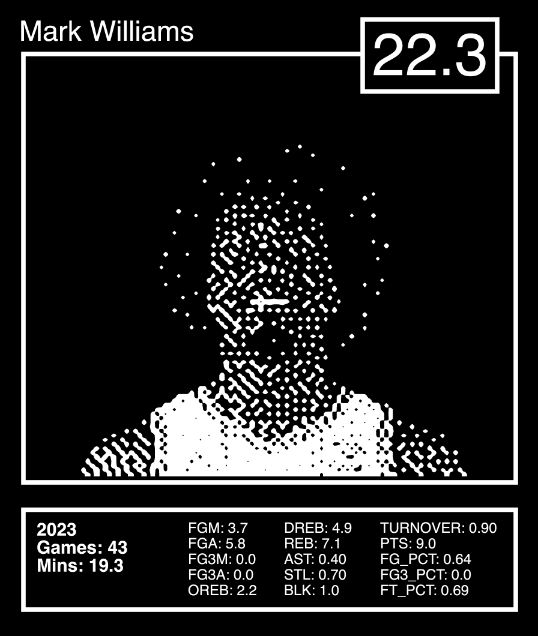 Mark Williams
22.3
2023
Games: 43
Mins: 19.3
FGM: 3.7
FGA: 5.8
FG3M: 0.0
FG3A: 0.0
OREB: 2.2
DREB: 4.9
REB: 7.1
AST: 0.40
STL: 0.70
BLK: 1.0
TURNOVER: 0.90
PTS: 9.0
FG_PCT: 0.64
FG3_PCT: 0.0
FT_PCT: 0.69